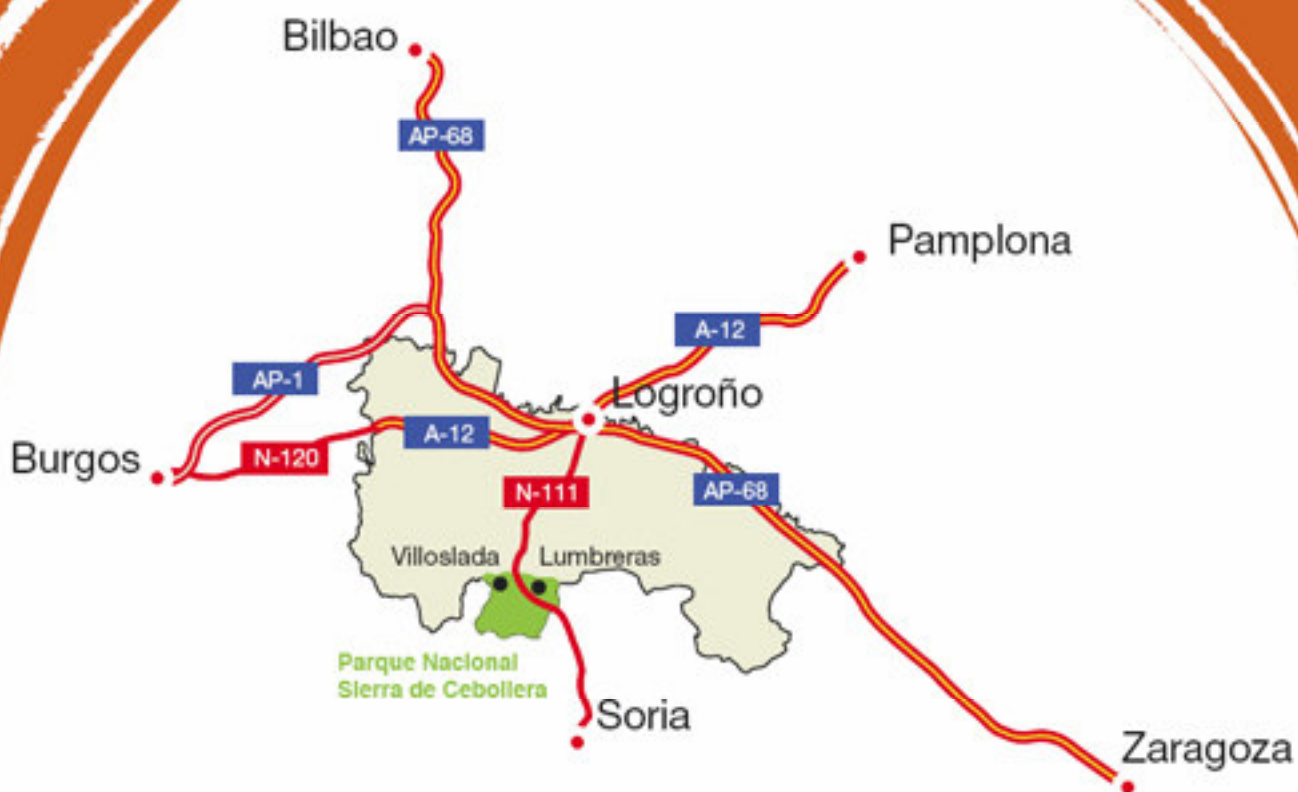 Bilbao
AP-68
Pamplona
A-12
AP-1
Logroño
A-12
Burgos
N-120
N-111
AP-68
Villoslada
Lumbreras
Parque Nacional
Sierra de Cebollera
Soria
Zaragoza